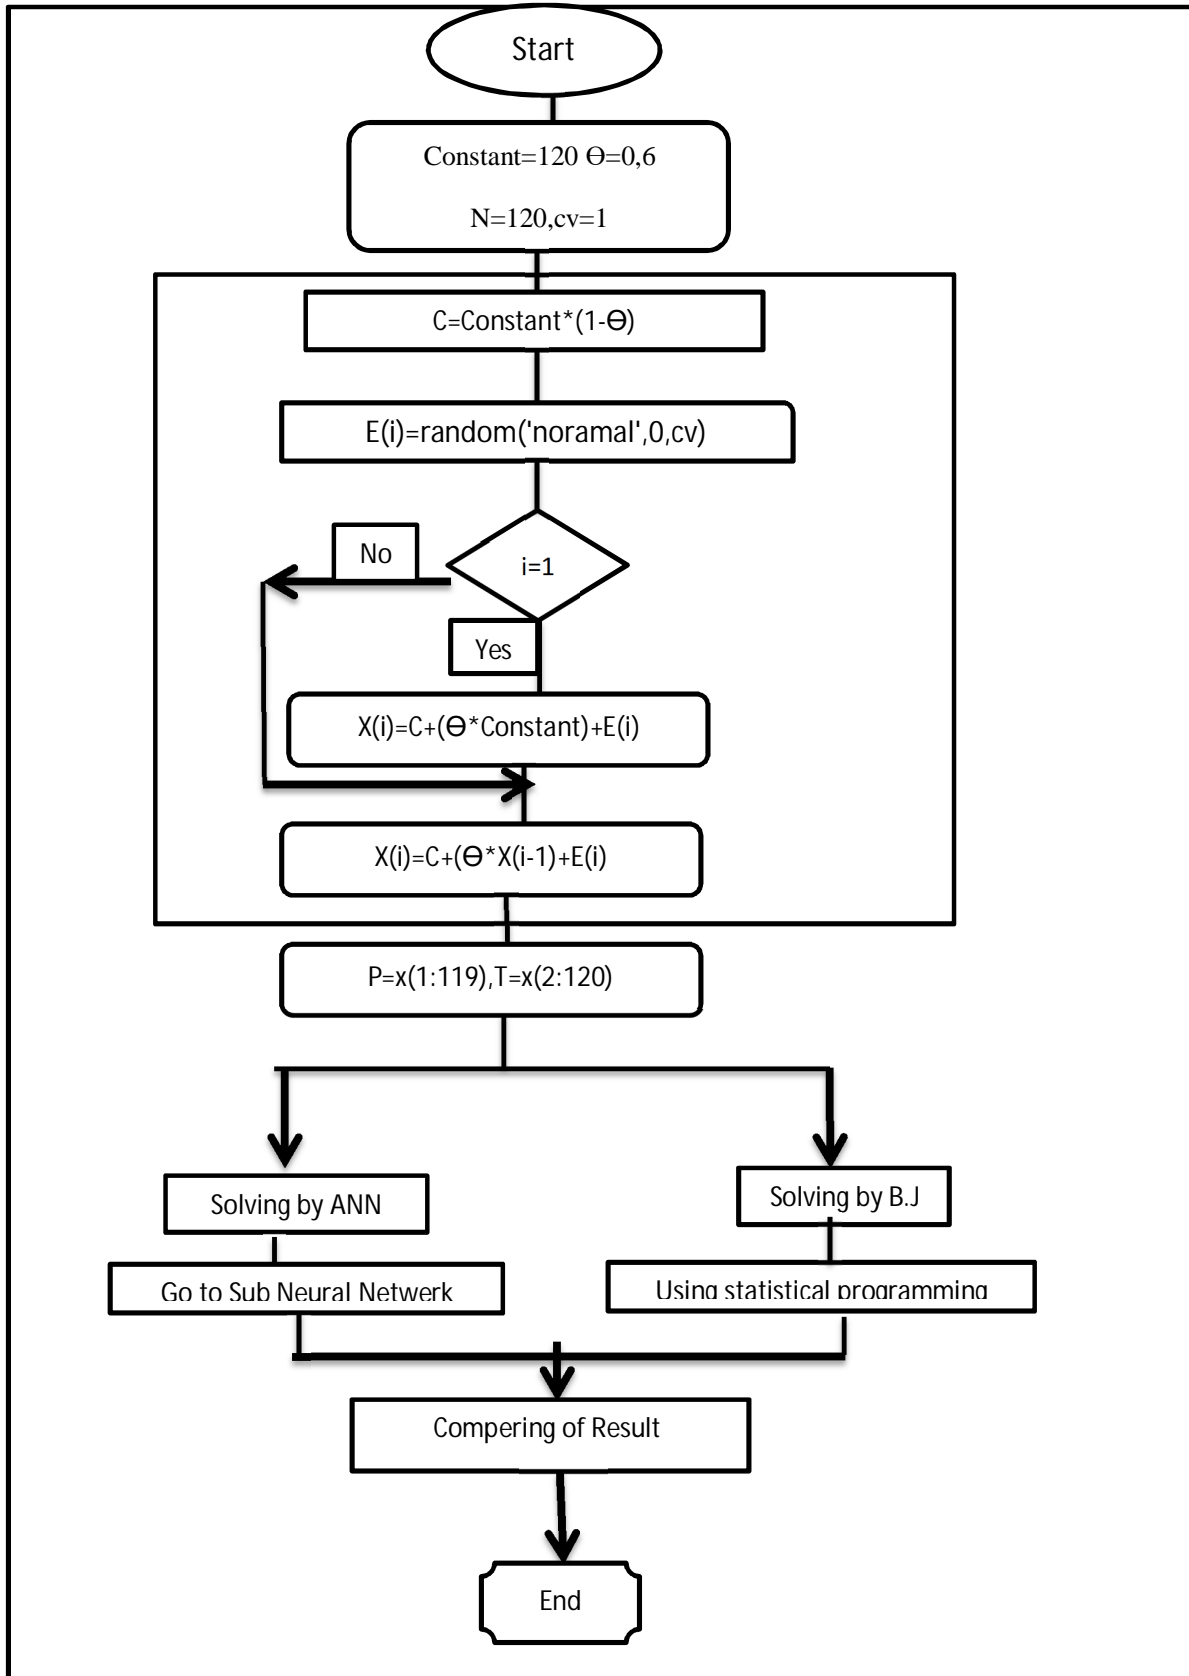 Start
Constant=120 Ɵ=0,6
N=120,cv=1
C=Constant*(1-Ɵ)
E(i)=random('noramal',0,cv)
No
i=1
Yes
X(i)=C+(Ɵ*Constant)+E(i)
X(i)=C+(Ɵ*X(i-1)+E(i)
P=x(1:119),T=x(2:120)
Solving by ANN
Solving by B.J
Go to Sub Neural Netwerk
Using statistical programming
Compering of Result
End